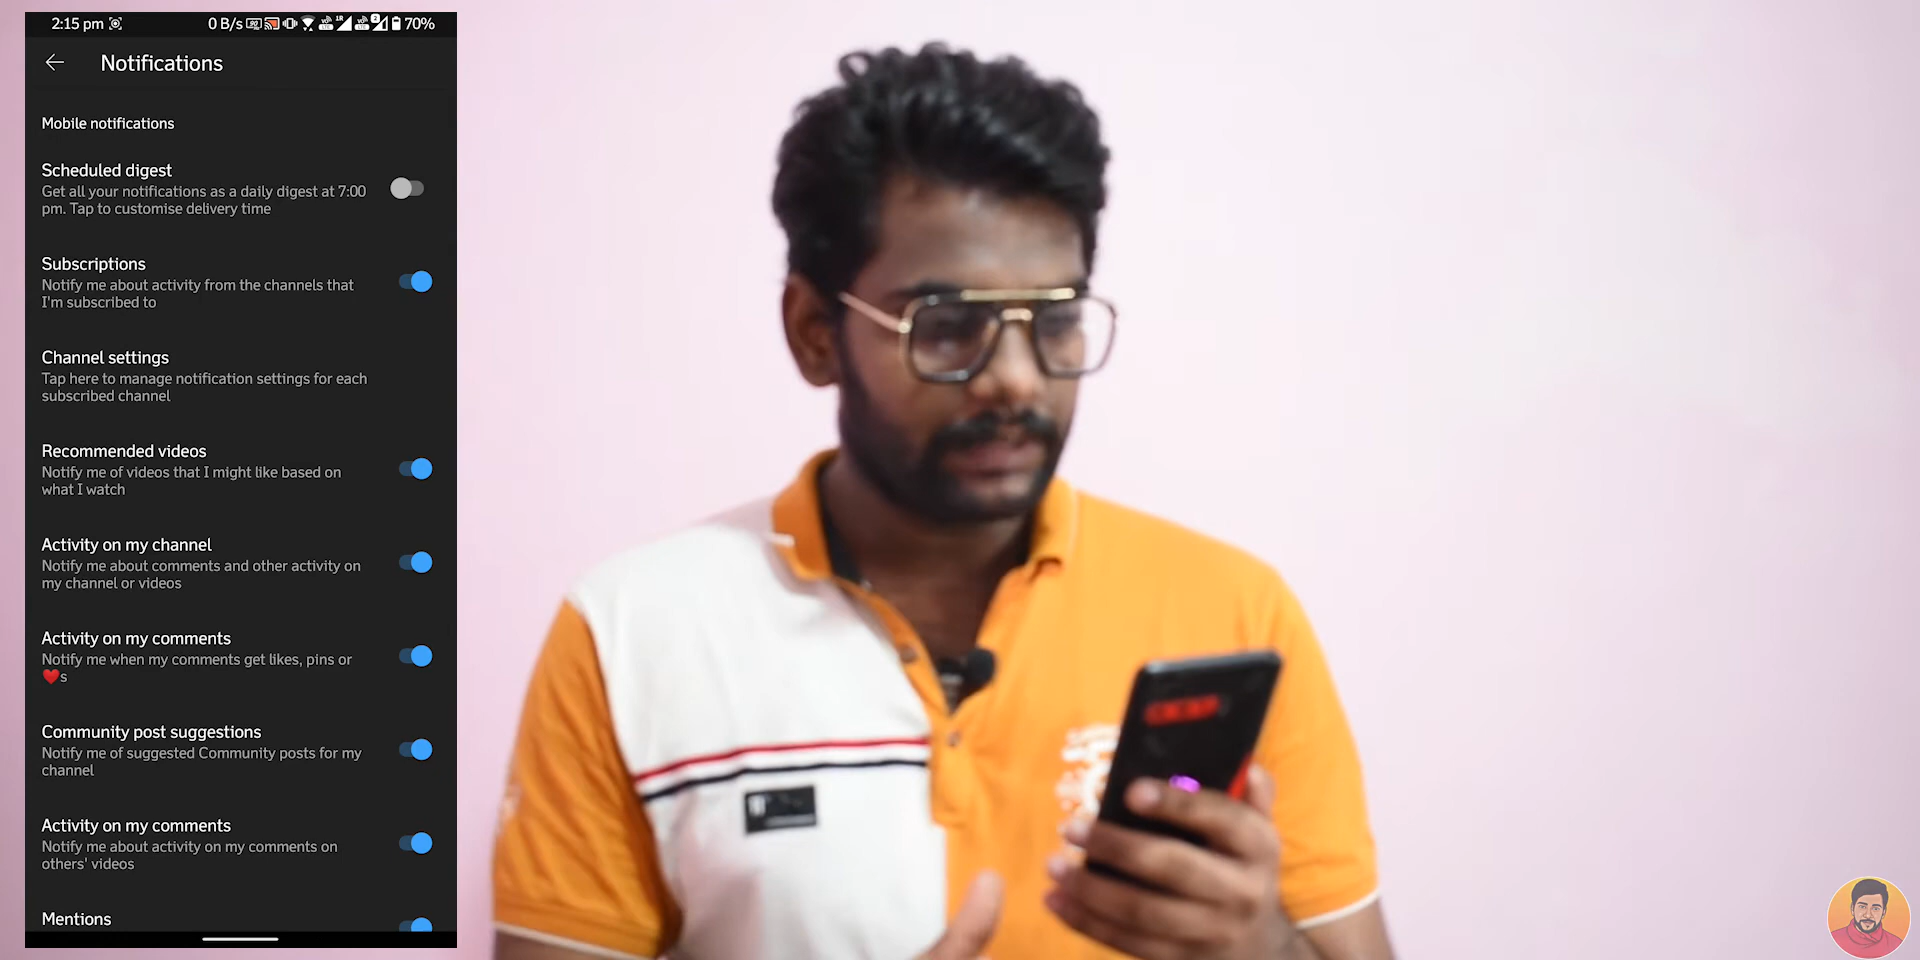 2:15 pm 0 B/s 70%
Notifications
Mobile notifications
Scheduled digest
Get all your notifications as a daily digest at 7:00
pm. Tap to customise delivery time
Subscriptions
Notify me about activity from the channels that
I'm subscribed to
Channel settings
Tap here to manage notification settings for each
subscribed channel
Recommended videos
Notify me of videos that I might like based on
what I watch
Activity on my channel
Notify me about comments and other activity on
my channel or videos
Activity on my comments
Notify me when my comments get likes, pins or
❤️s
Community post suggestions
Notify me of suggested Community posts for my
channel
Activity on my comments
Notify me about activity on my comments on
others' videos
Mentions